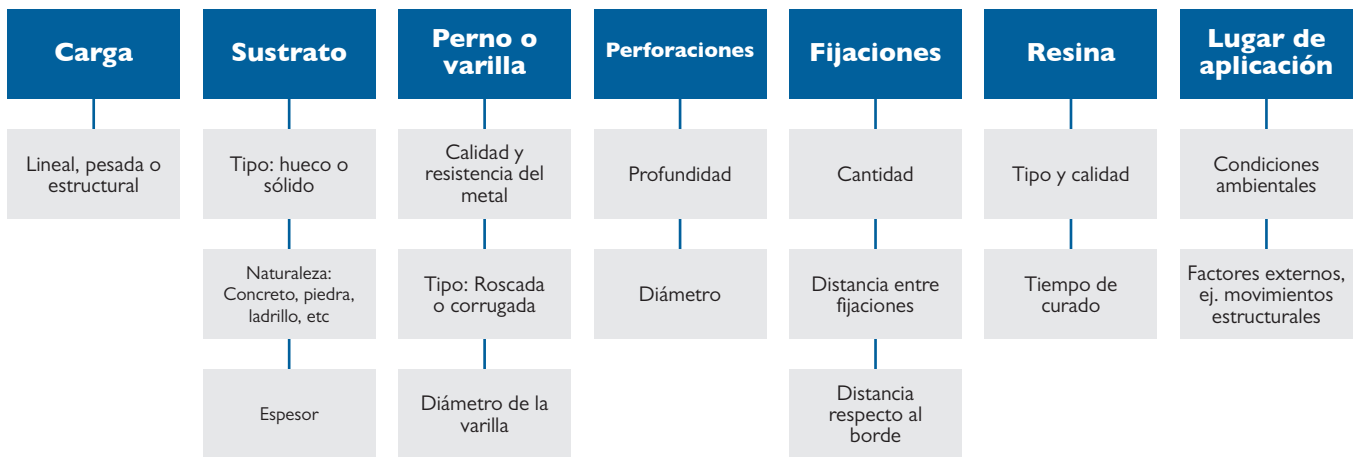 Carga
Sustrato
Perno o
varilla
Perforaciones
Fijaciones
Resina
Lugar de
aplicación
Lineal, pesada o
estructural
Tipo: hueco o
sólido
Calidad y
resistencia del
metal
Profundidad
Cantidad
Tipo y calidad
Condiciones
ambientales
Naturaleza:
Concreto, piedra,
ladrillo, etc
Tipo: Roscada
o corrugada
Diámetro
Distancia entre
fijaciones
Tiempo de
curado
Factores externos,
ej. movimientos
estructurales
Espesor
Diámetro de la
varilla
Distancia
respecto al
borde